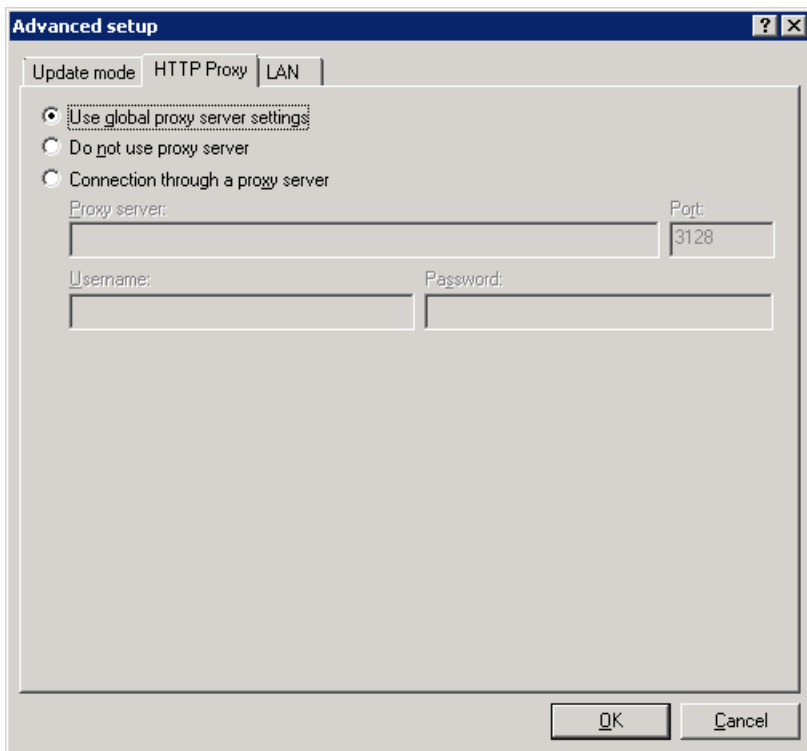 Advanced setup
Update mode HTTP Proxy LAN
Use global proxy server settings
Do not use proxy server
Connection through a proxy server
Proxy server: Port:
3128
Username: Password:
OK Cancel